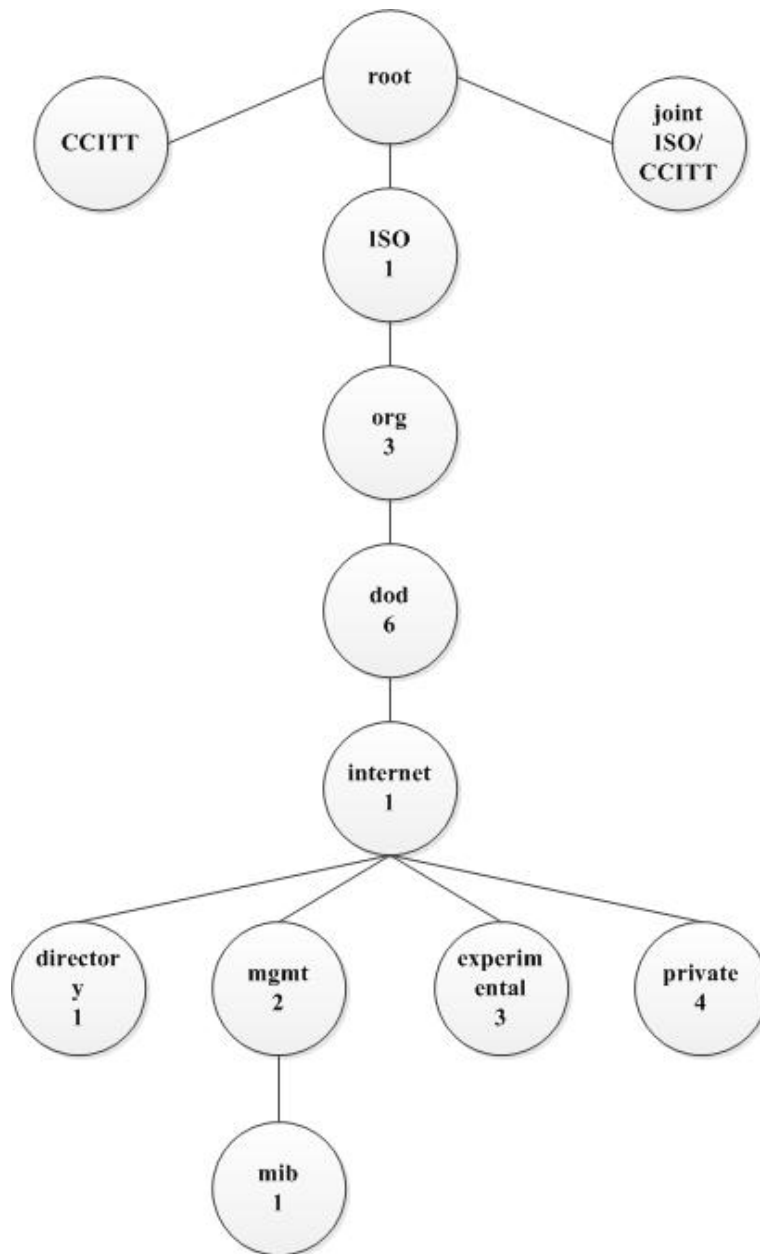 root
CCITT
joint
ISO/
CCITT
ISO
1
org
3
dod
6
internet
1
director
y
1
mgmt
2
experim
ental
3
private
4
mib
1